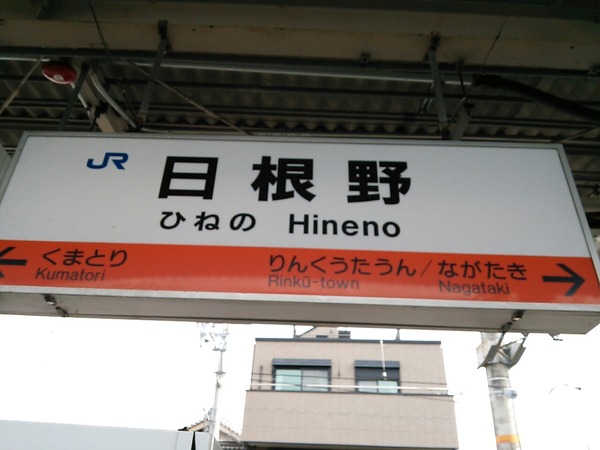 JR 日根野
ひねの Hineno
← くまとり りんくうたうん/ながたき →
Kumatori Rinkū-town Nagataki